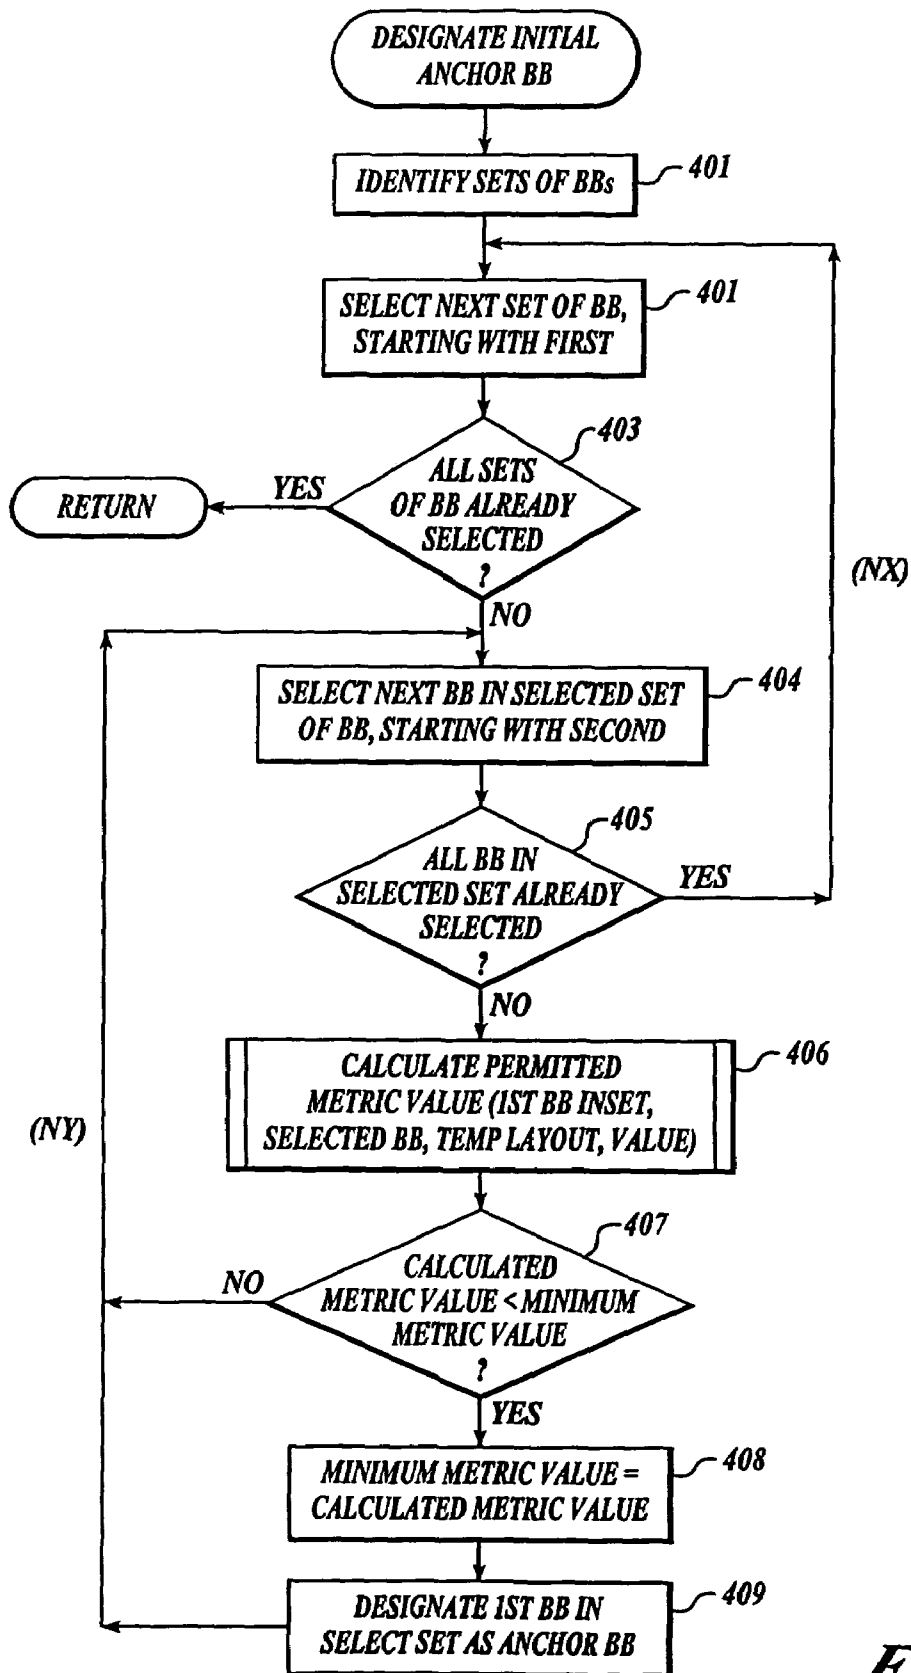 DESIGNATE INITIAL
ANCHOR BB
IDENTIFY SETS OF BBs
401
SELECT NEXT SET OF BB,
STARTING WITH FIRST
401
403
ALL SETS
OF BB ALREADY
SELECTED
?
YES
RETURN
NO
(NX)
SELECT NEXT BB IN SELECTED SET
OF BB, STARTING WITH SECOND
404
405
ALL BB IN
SELECTED SET ALREADY
SELECTED
?
YES
NO
CALCULATE PERMITTED
METRIC VALUE (1ST BB INSET,
SELECTED BB, TEMP LAYOUT, VALUE)
406
(NY)
407
CALCULATED
METRIC VALUE < MINIMUM
METRIC VALUE
?
NO
YES
MINIMUM METRIC VALUE =
CALCULATED METRIC VALUE
408
DESIGNATE 1ST BB IN
SELECT SET AS ANCHOR BB
409